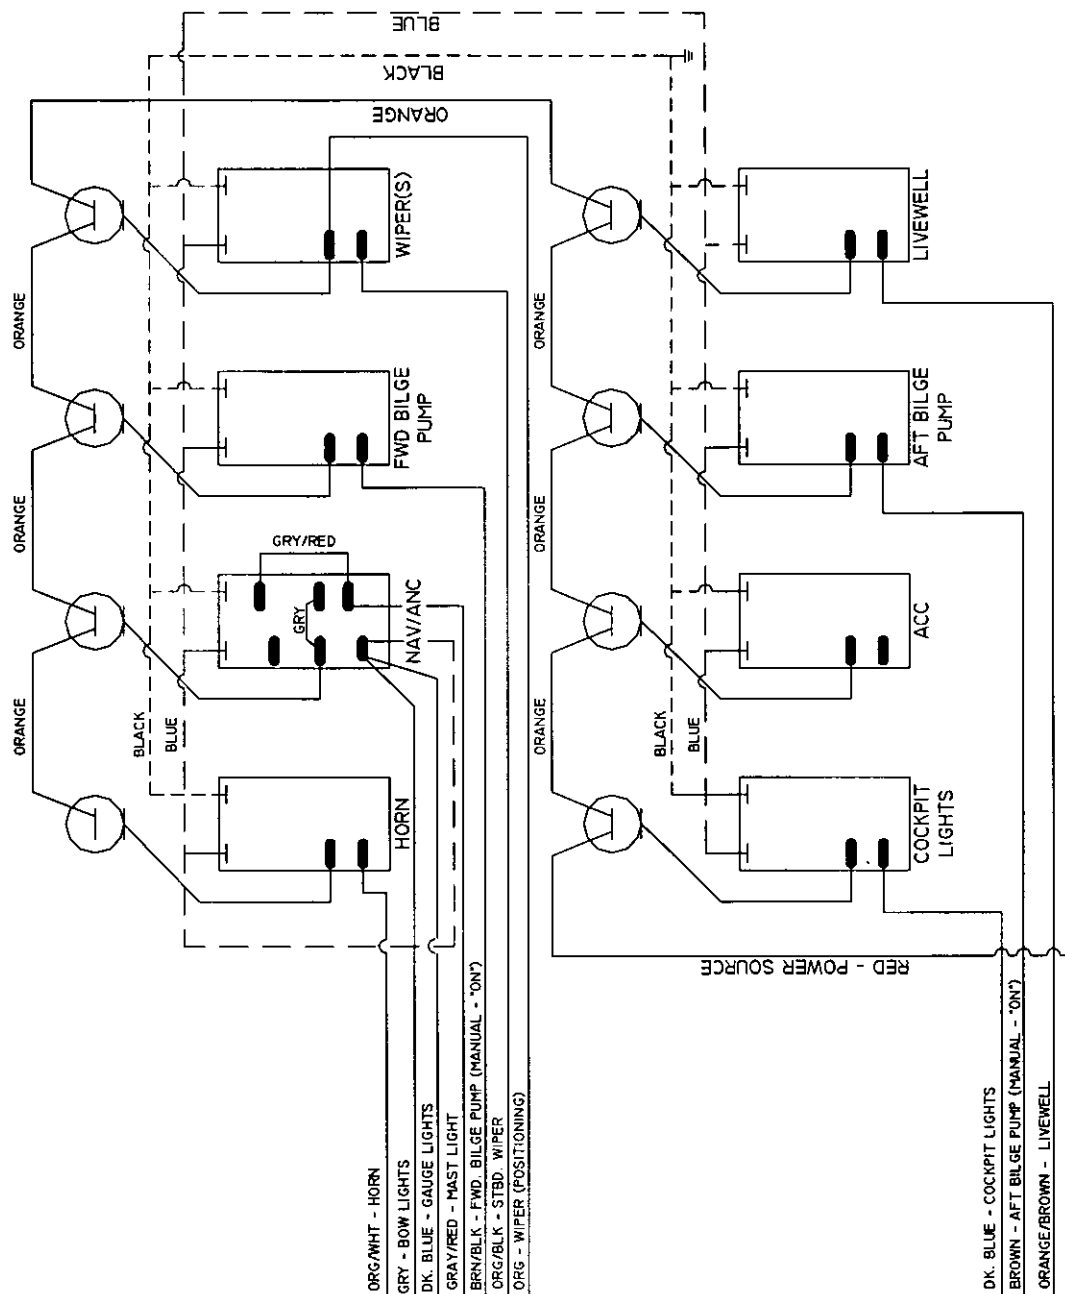 BLUE
BLACK
ORANGE
ORANGE
ORANGE
ORANGE
WIPER(S)
FWD BILGE
PUMP
GRY/RED
GRY
NAV/ANC
BLACK
BLUE
HORN
ORANGE
ORANGE
ORANGE
LIVEWELL
AFT BILGE
PUMP
ACC
BLACK
BLUE
COCKPIT
LIGHTS
RED - POWER SOURCE
ORG/WHT - HORN
GRY - BOW LIGHTS
DK. BLUE - GAUGE LIGHTS
GRAY/RED - MAST LIGHT
BRN/BLK - FWD. BILGE PUMP (MANUAL - "ON")
ORG/BLK - STBD. WIPER
ORG - WIPER (POSITIONING)
DK. BLUE - COCKPIT LIGHTS
BROWN - AFT BILGE PUMP (MANUAL - "ON")
ORANGE/BROWN - LIVEWELL